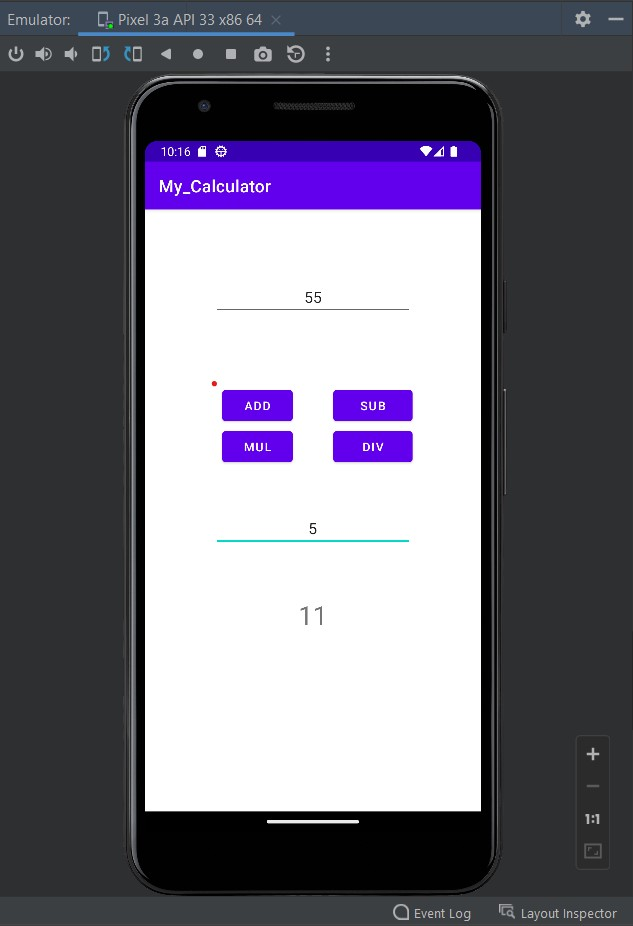 Emulator: Pixel 3a API 33 x86 64
10:16
My_Calculator
55
ADD SUB
MUL DIV
5
11
1:1
Event Log Layout Inspector